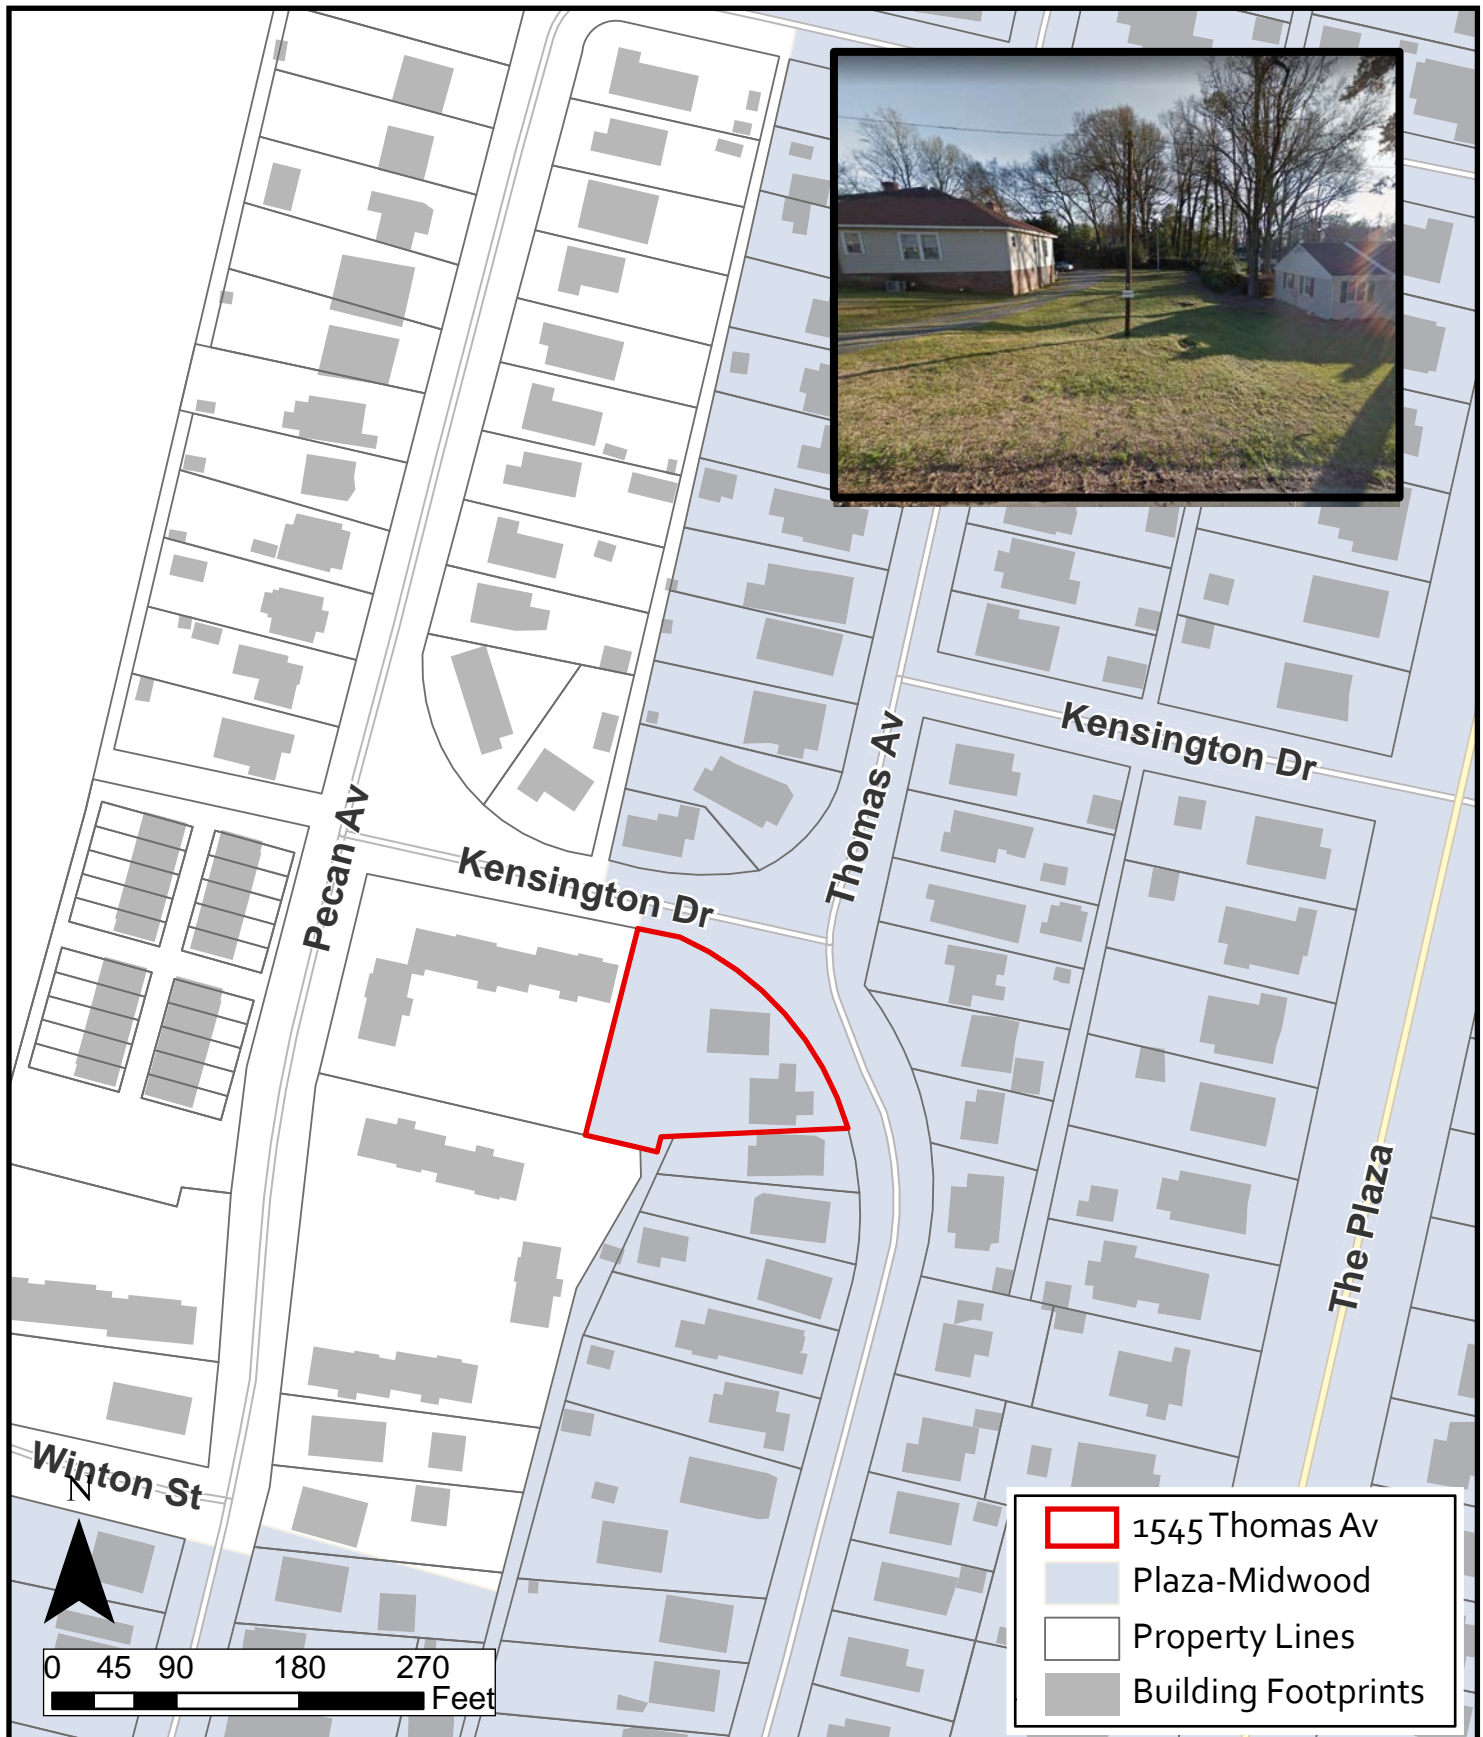 Kensington Dr
Thomas Av
Pecan Av
Kensington Dr
The Plaza
Winton St
N
0 45 90 180 270
Feet
1545 Thomas Av
Plaza-Midwood
Property Lines
Building Footprints